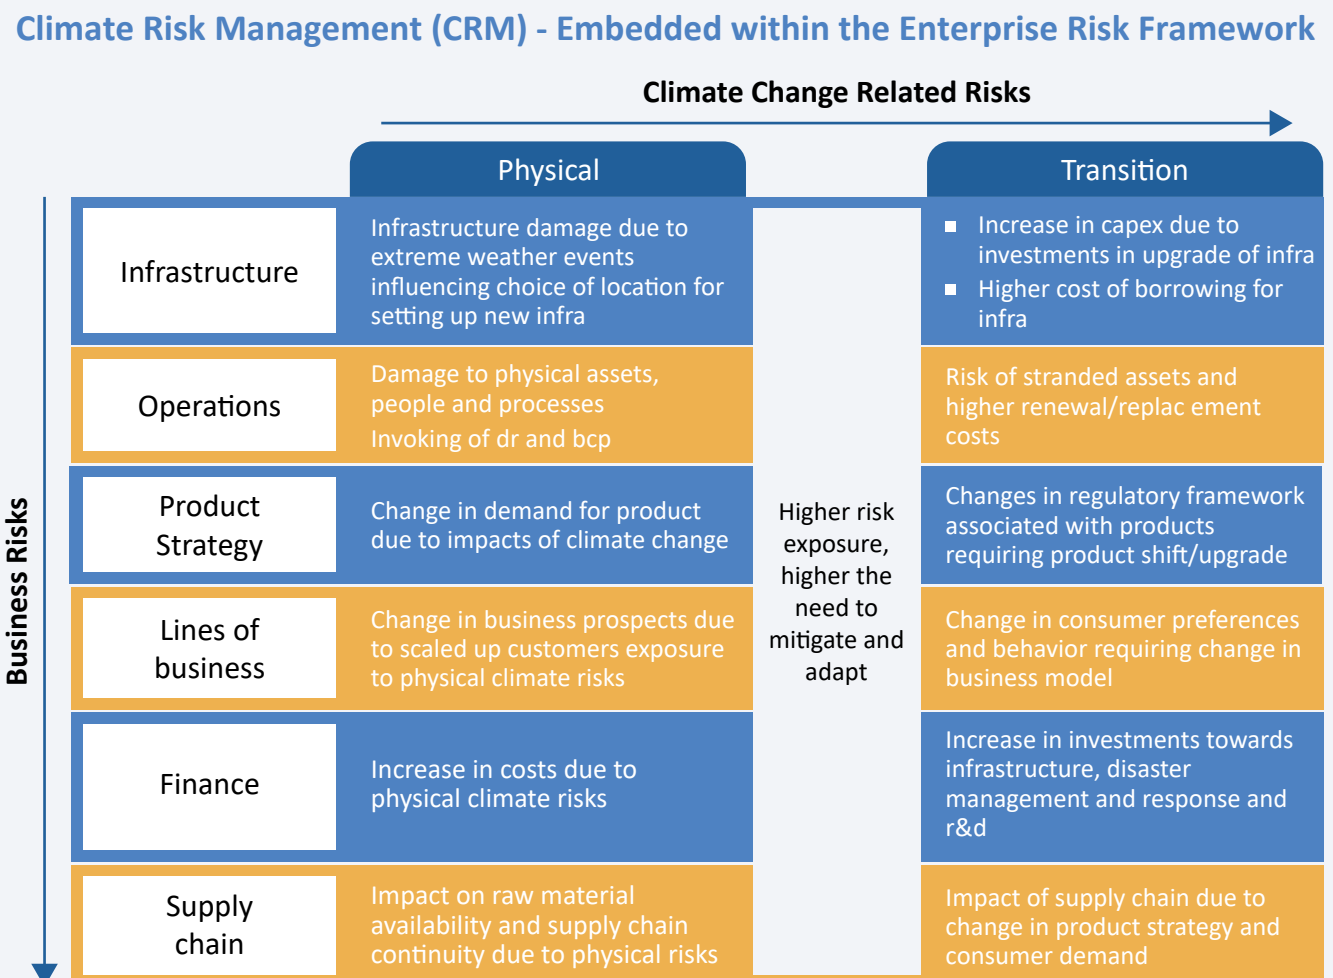 Climate Risk Management (CRM) - Embedded within the Enterprise Risk Framework
Climate Change Related Risks
Physical
Transition
Business Risks
Infrastructure
Infrastructure damage due to
extreme weather events
influencing choice of location for
setting up new infra
■ Increase in capex due to
investments in upgrade of infra
■ Higher cost of borrowing for
infra
Operations
Damage to physical assets,
people and processes
Invoking of dr and bcp
Risk of stranded assets and
higher renewal/replac ement
costs
Product
Strategy
Change in demand for product
due to impacts of climate change
Changes in regulatory framework
associated with products
requiring product shift/upgrade
Higher risk
exposure,
higher the
need to
mitigate and
adapt
Lines of
business
Change in business prospects due
to scaled up customers exposure
to physical climate risks
Change in consumer preferences
and behavior requiring change in
business model
Finance
Increase in costs due to
physical climate risks
Increase in investments towards
infrastructure, disaster
management and response and
r&d
Supply
chain
Impact on raw material
availability and supply chain
continuity due to physical risks
Impact of supply chain due to
change in product strategy and
consumer demand